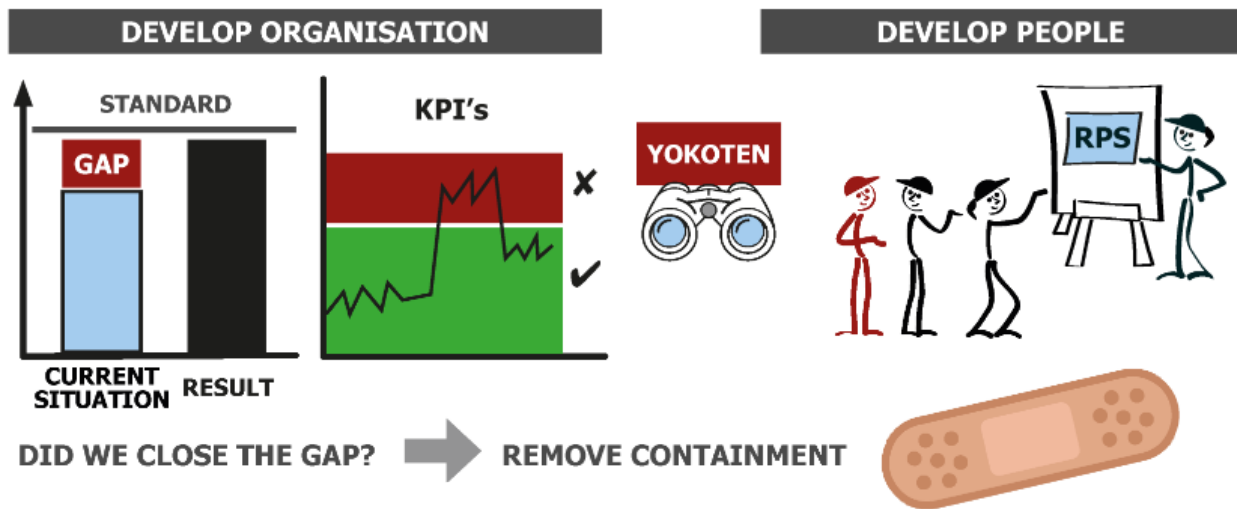 DEVELOP ORGANISATION
STANDARD
GAP
CURRENT
SITUATION
RESULT
KPI's
YOKOTEN
DEVELOP PEOPLE
RPS
DID WE CLOSE THE GAP?
REMOVE CONTAINMENT